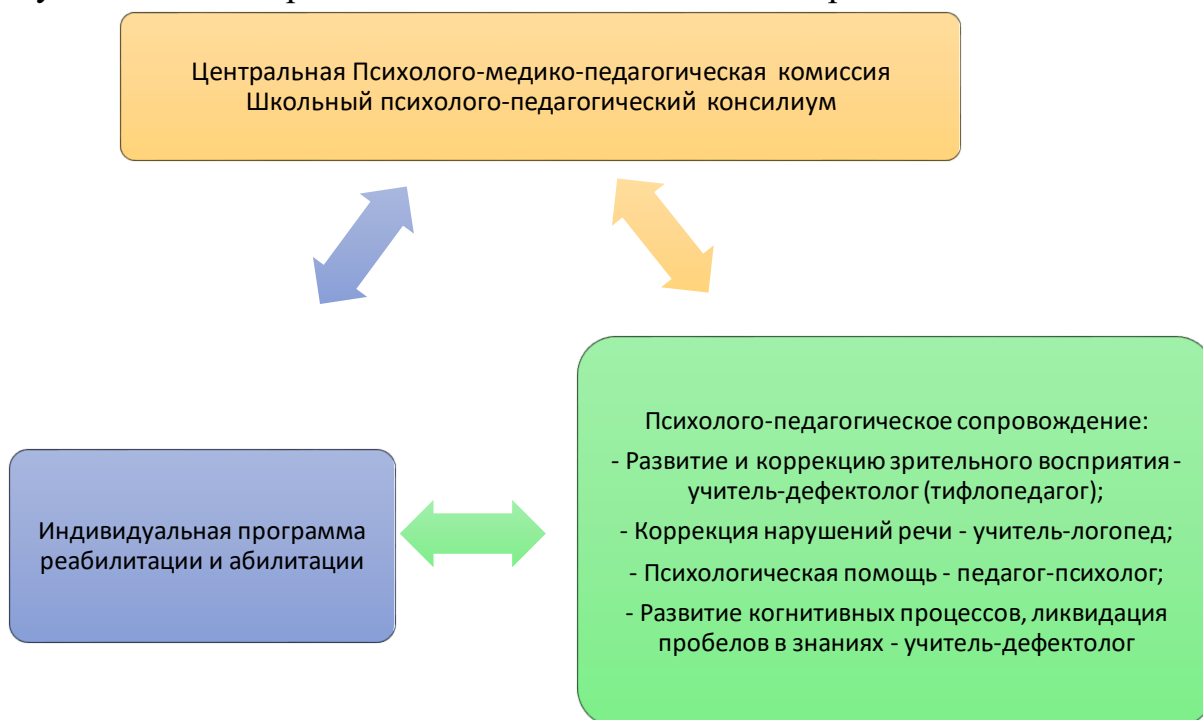 Центральная Психолого-медико-педагогическая комиссия
Школьный психолого-педагогический консилиум
Индивидуальная программа
реабилитации и абилитации
Психолого-педагогическое сопровождение:
- Развитие и коррекцию зрительного восприятия -
учитель-дефектолог (тифлопедагог);
- Коррекция нарушений речи - учитель-логопед;
- Психологическая помощь - педагог-психолог;
- Развитие когнитивных процессов, ликвидация
пробелов в знаниях - учитель-дефектолог